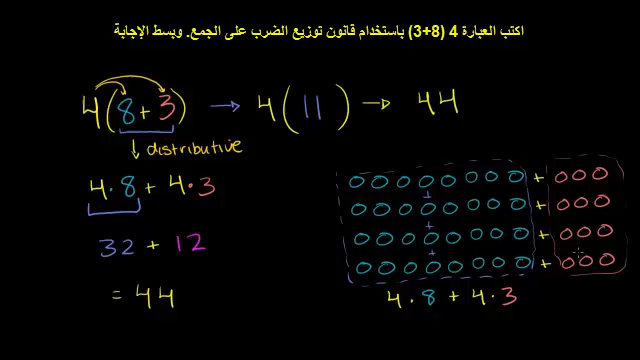 اكتب العبارة 4 (8+3) باستخدام قانون توزيع الضرب على الجمع. وبسط الإجابة
4(8 + 3) → 4(11) → 44
↓ distributive
4·8 + 4·3
32 + 12
= 44
4·8 + 4·3